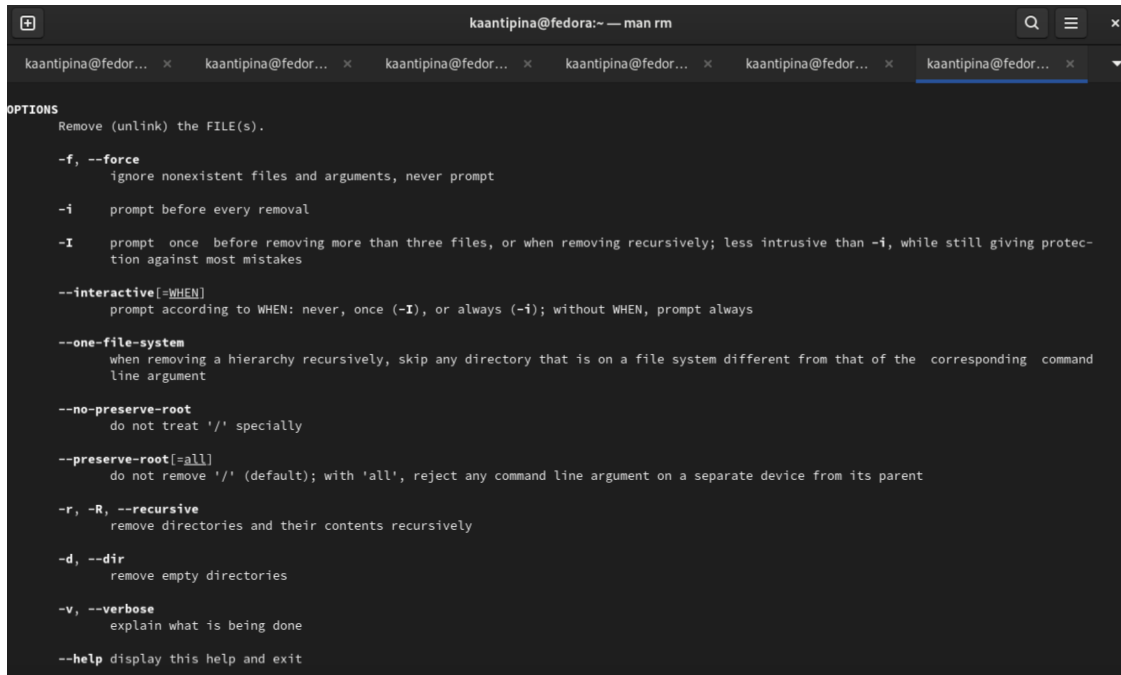 kaantipina@fedora:~ — man rm
kaantipina@fedor... × kaantipina@fedor... × kaantipina@fedor... × kaantipina@fedor... × kaantipina@fedor... × kaantipina@fedor... ×
OPTIONS
Remove (unlink) the FILE(s).
-f, --force
ignore nonexistent files and arguments, never prompt
-i prompt before every removal
-I prompt once before removing more than three files, or when removing recursively; less intrusive than -i, while still giving protec-
tion against most mistakes
--interactive[=WHEN]
prompt according to WHEN: never, once (-I), or always (-i); without WHEN, prompt always
--one-file-system
when removing a hierarchy recursively, skip any directory that is on a file system different from that of the corresponding command
line argument
--no-preserve-root
do not treat '/' specially
--preserve-root[=all]
do not remove '/' (default); with 'all', reject any command line argument on a separate device from its parent
-r, -R, --recursive
remove directories and their contents recursively
-d, --dir
remove empty directories
-v, --verbose
explain what is being done
--help display this help and exit